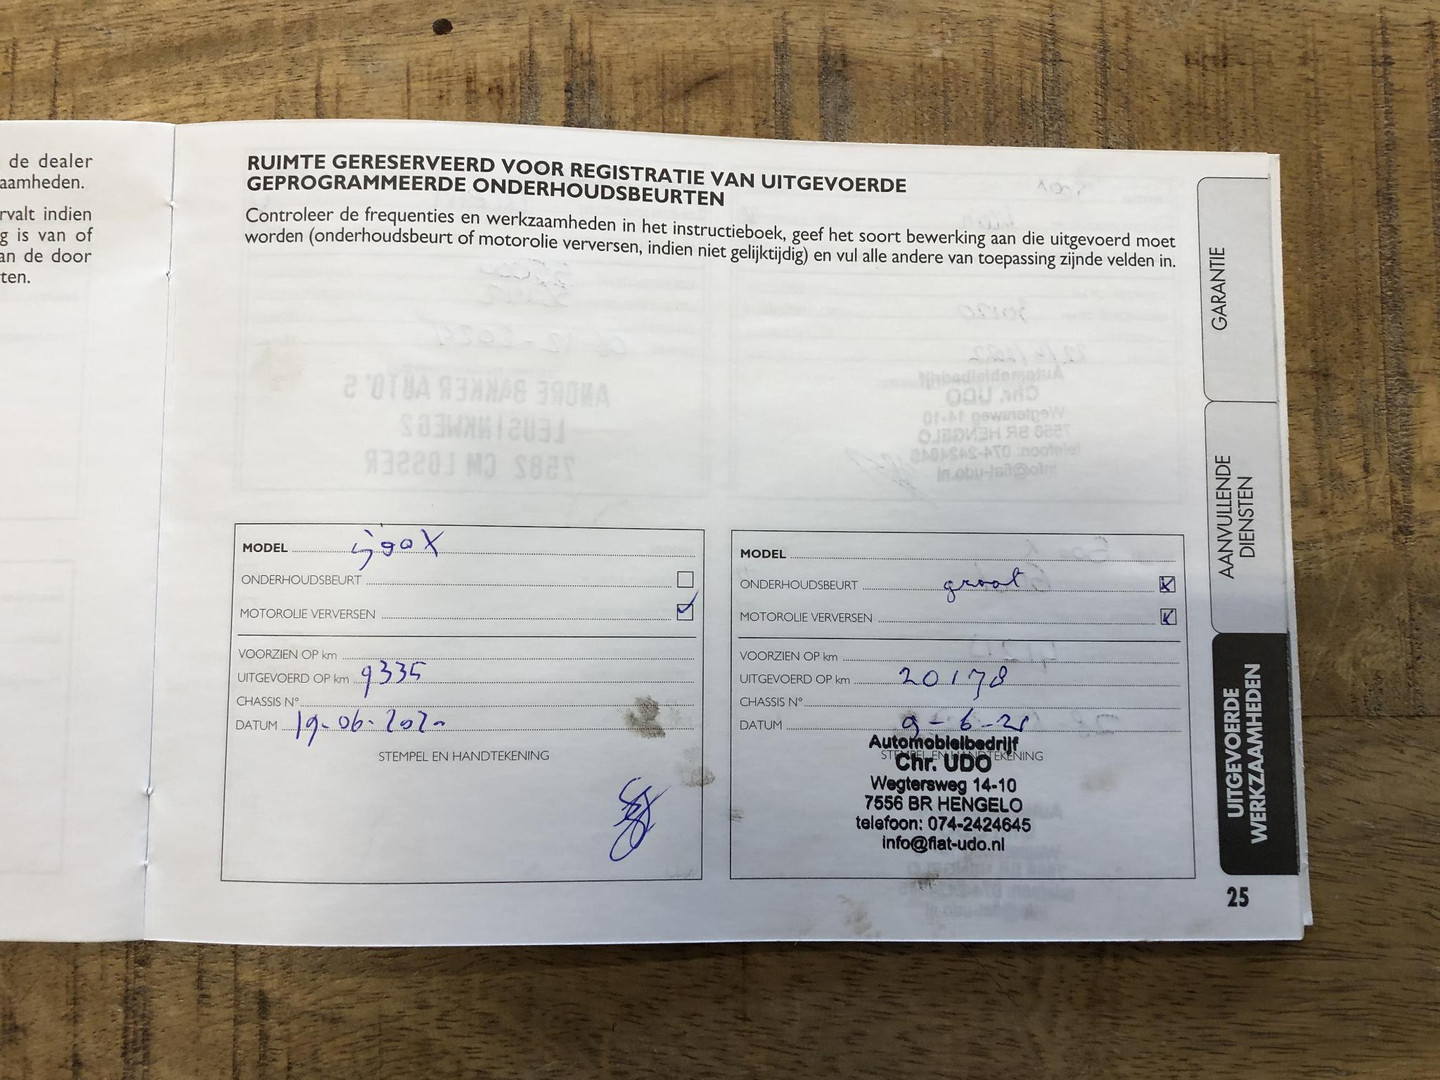 de dealer
aamheden.
rvalt indien
g is van of
an de door
ten.
RUIMTE GERESERVEERD VOOR REGISTRATIE VAN UITGEVOERDE
GEPROGRAMMEERDE ONDERHOUDSBEURTEN
Controleer de frequenties en werkzaamheden in het instructieboek, geef het soort bewerking aan die uitgevoerd moet
worden (onderhoudsbeurt of motorolie verversen, indien niet gelijktijdig) en vul alle andere van toepassing zijnde velden in.
MODEL
ONDERHOUDSBEURT
MOTOROLIE VERVERSEN
VOORZIEN OP km
UITGEVOERD OP km 9335
CHASSIS N°
DATUM 19-06-202
STEMPEL EN HANDTEKENING
MODEL
ONDERHOUDSBEURT groot
MOTOROLIE VERVERSEN
VOORZIEN OP km
UITGEVOERD OP km 20178
CHASSIS N°
DATUM 9-6-21
STEMPEL EN HANDTEKENING
Automobielbedrijf
Chr. UDO
Wegtersweg 14-10
7556 BR HENGELO
telefoon: 074-2424645
info@fiat-udo.nl
GARANTIE
AANVULLENDE
DIENSTEN
UITGEVOERDE
WERKZAAMHEDEN
25